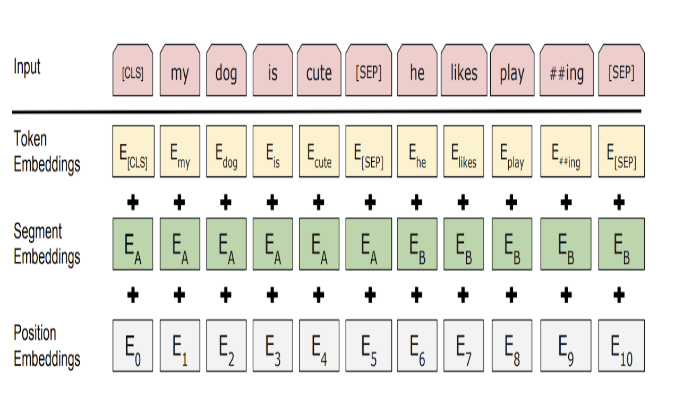 Input [CLS] my dog is cute [SEP] he likes play ##ing [SEP]
Token Embeddings E[CLS] Emy Edog Eis Ecute E[SEP] Ehe Elikes Eplay E##ing E[SEP]
+ + + + + + + + + + +
Segment Embeddings EA EA EA EA EA EA EB EB EB EB EB
+ + + + + + + + + + +
Position Embeddings E0 E1 E2 E3 E4 E5 E6 E7 E8 E9 E10